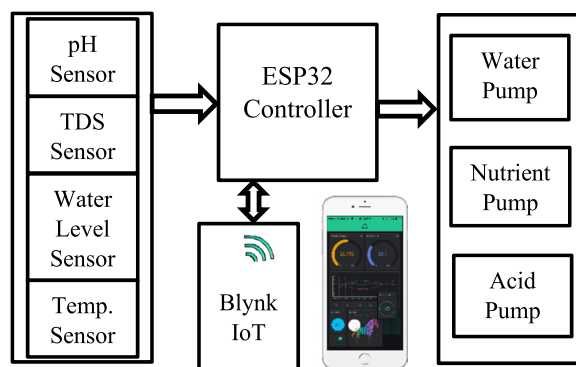 pH
Sensor
TDS
Sensor
Water
Level
Sensor
Temp.
Sensor
ESP32
Controller
Blynk
IoT
Water
Pump
Nutrient
Pump
Acid
Pump